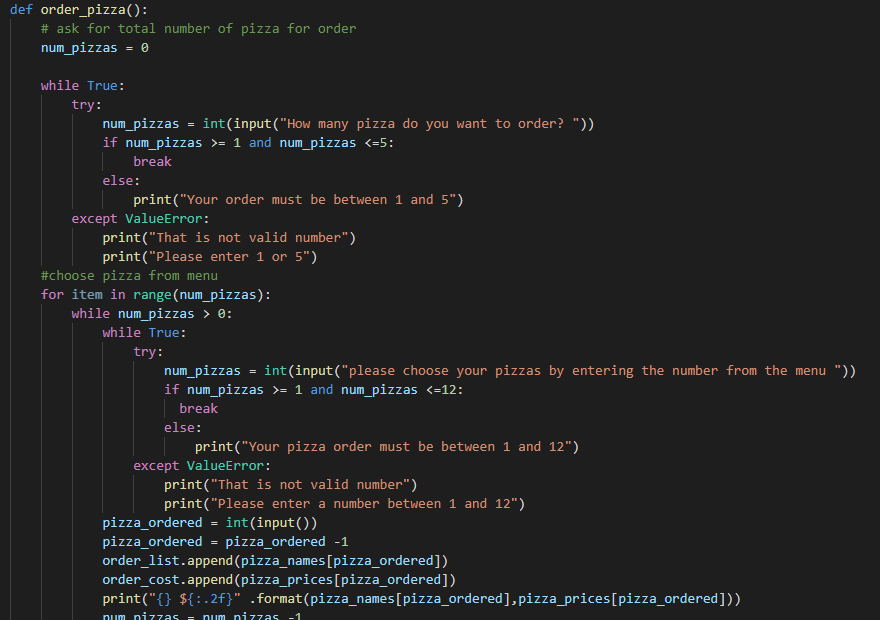 def order_pizza():
    # ask for total number of pizza for order
    num_pizzas = 0

    while True:
        try:
            num_pizzas = int(input("How many pizza do you want to order? "))
            if num_pizzas >= 1 and num_pizzas <=5:
                break
            else:
                print("Your order must be between 1 and 5")
        except ValueError:
            print("That is not valid number")
            print("Please enter 1 or 5")
    #choose pizza from menu
    for item in range(num_pizzas):
        while num_pizzas > 0:
            while True:
                try:
                    num_pizzas = int(input("please choose your pizzas by entering the number from the menu "))
                    if num_pizzas >= 1 and num_pizzas <=12:
                      break
                    else:
                        print("Your pizza order must be between 1 and 12")
                except ValueError:
                    print("That is not valid number")
                    print("Please enter a number between 1 and 12")
            pizza_ordered = int(input())
            pizza_ordered = pizza_ordered -1
            order_list.append(pizza_names[pizza_ordered])
            order_cost.append(pizza_prices[pizza_ordered])
            print("{} ${:.2f}" .format(pizza_names[pizza_ordered],pizza_prices[pizza_ordered]))
            num_pizzas = num_pizzas -1